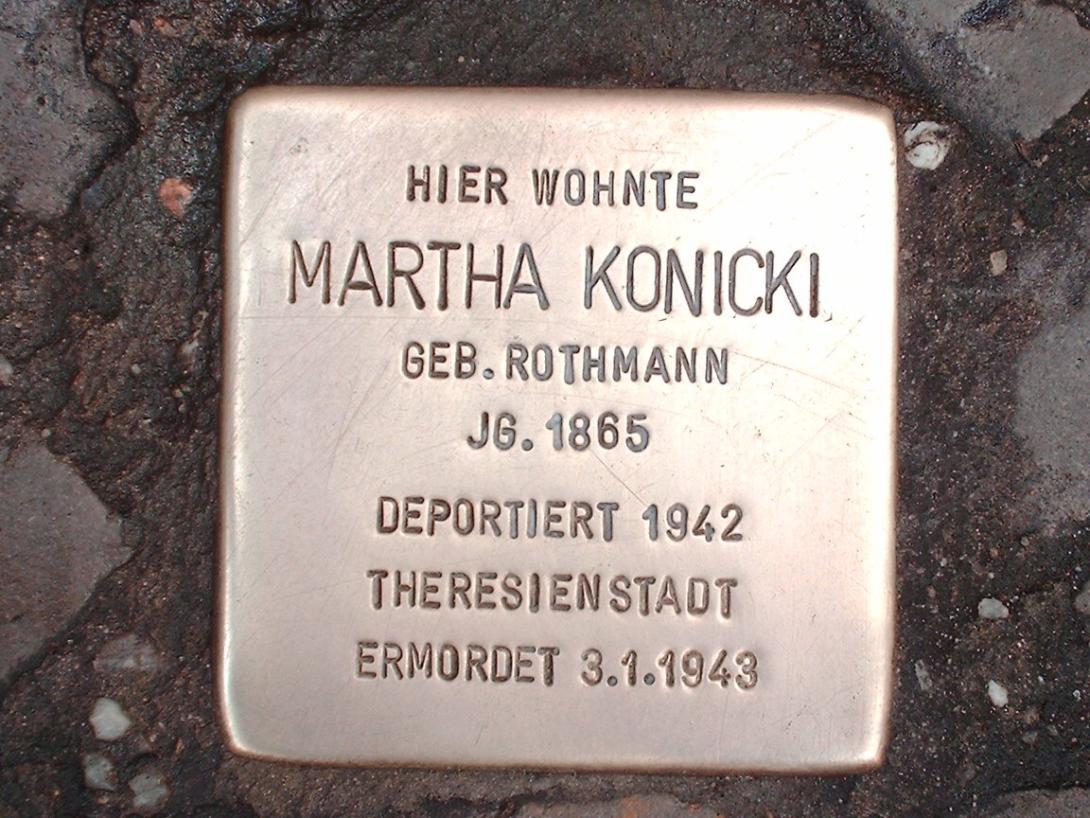 HIER WOHNTE
MARTHA KONICKI
GEB. ROTHMANN
JG. 1865
DEPORTIERT 1942
THERESIENSTADT
ERMORDET 3.1.1943